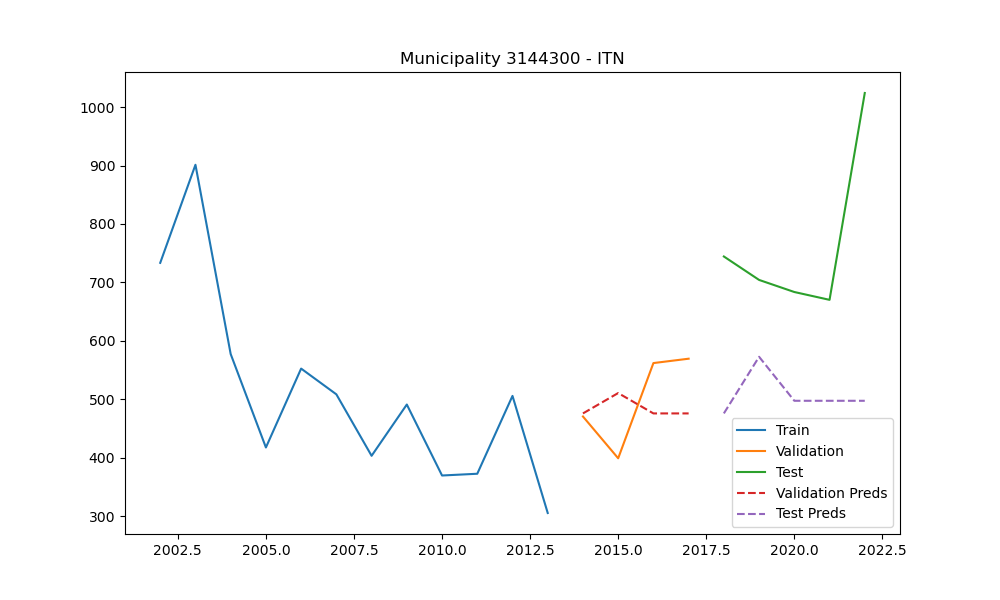 Municipality 3144300 - ITN
1000
900
800
700
600
500
400
300
2002.5 2005.0 2007.5 2010.0 2012.5 2015.0 2017.5 2020.0 2022.5
Train
Validation
Test
Validation Preds
Test Preds